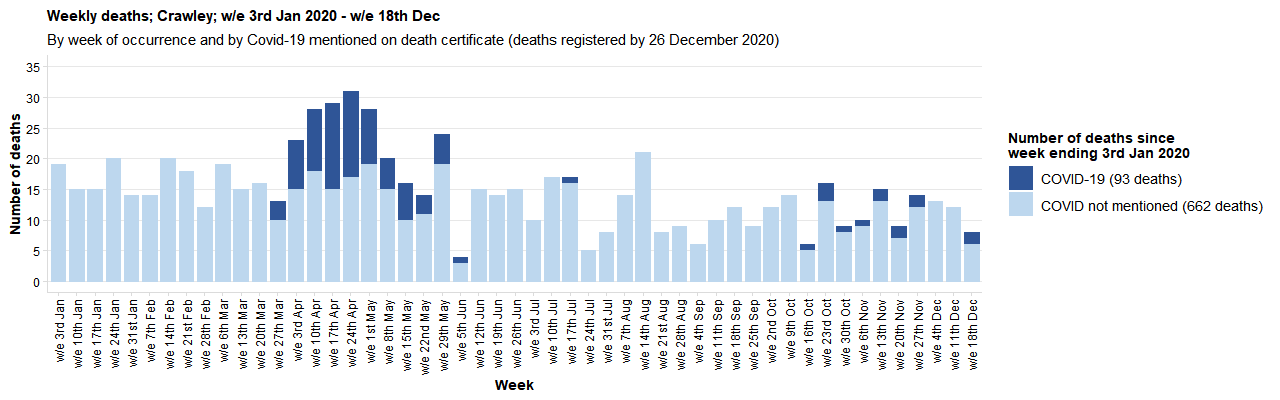 Weekly deaths; Crawley; w/e 3rd Jan 2020 - w/e 18th Dec
By week of occurrence and by Covid-19 mentioned on death certificate (deaths registered by 26 December 2020)
Number of deaths
35
30
25
20
15
10
5
0
w/e 3rd Jan
w/e 10th Jan
w/e 17th Jan
w/e 24th Jan
w/e 31st Jan
w/e 7th Feb
w/e 14th Feb
w/e 21st Feb
w/e 28th Feb
w/e 6th Mar
w/e 13th Mar
w/e 20th Mar
w/e 27th Mar
w/e 3rd Apr
w/e 10th Apr
w/e 17th Apr
w/e 24th Apr
w/e 1st May
w/e 8th May
w/e 15th May
w/e 22nd May
w/e 29th May
w/e 5th Jun
w/e 12th Jun
w/e 19th Jun
w/e 26th Jun
w/e 3rd Jul
w/e 10th Jul
w/e 17th Jul
w/e 24th Jul
w/e 31st Jul
w/e 7th Aug
w/e 14th Aug
w/e 21st Aug
w/e 28th Aug
w/e 4th Sep
w/e 11th Sep
w/e 18th Sep
w/e 25th Sep
w/e 2nd Oct
w/e 9th Oct
w/e 16th Oct
w/e 23rd Oct
w/e 30th Oct
w/e 6th Nov
w/e 13th Nov
w/e 20th Nov
w/e 27th Nov
w/e 4th Dec
w/e 11th Dec
w/e 18th Dec
Week
Number of deaths since
week ending 3rd Jan 2020
COVID-19 (93 deaths)
COVID not mentioned (662 deaths)